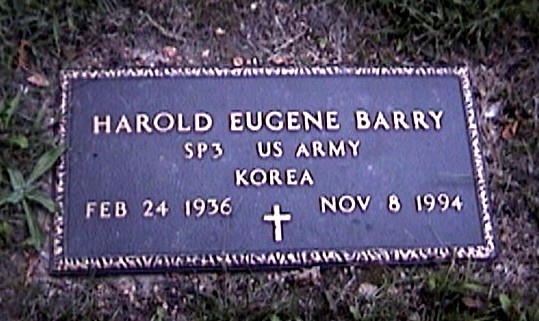 HAROLD EUGENE BARRY
SP3 US ARMY
KOREA
FEB 24 1936 NOV 8 1994